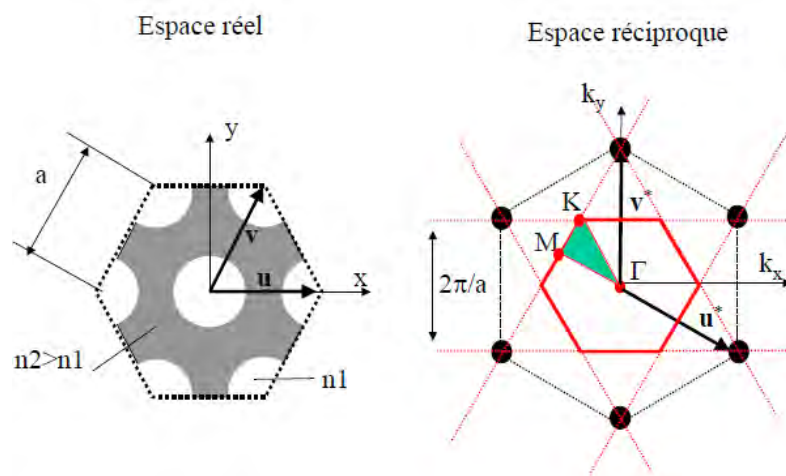 Espace réel
Espace réciproque
y
a
v
u
x
n2>n1
n1
k_y
K
v*
M
Γ
k_x
2π/a
u*